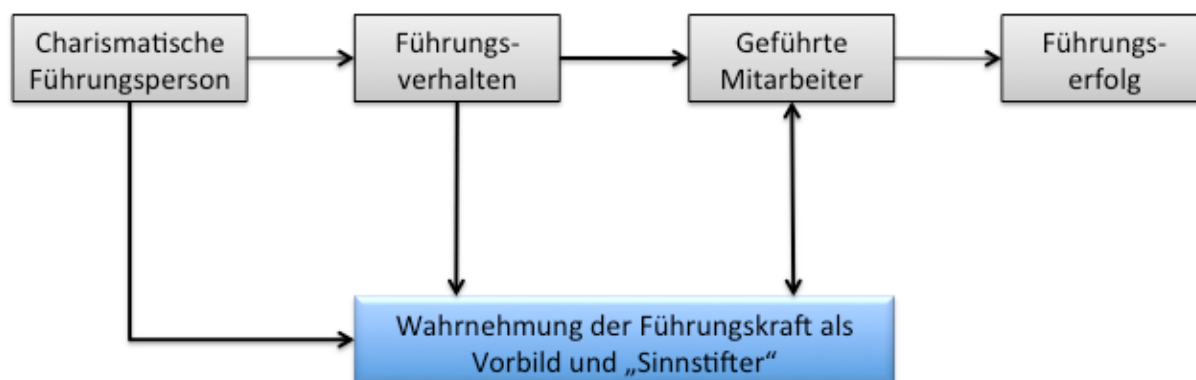 Charismatische
Führungsperson
Führungs-
verhalten
Geführte
Mitarbeiter
Führungs-
erfolg
Wahrnehmung der Führungskraft als
Vorbild und „Sinnstifter“